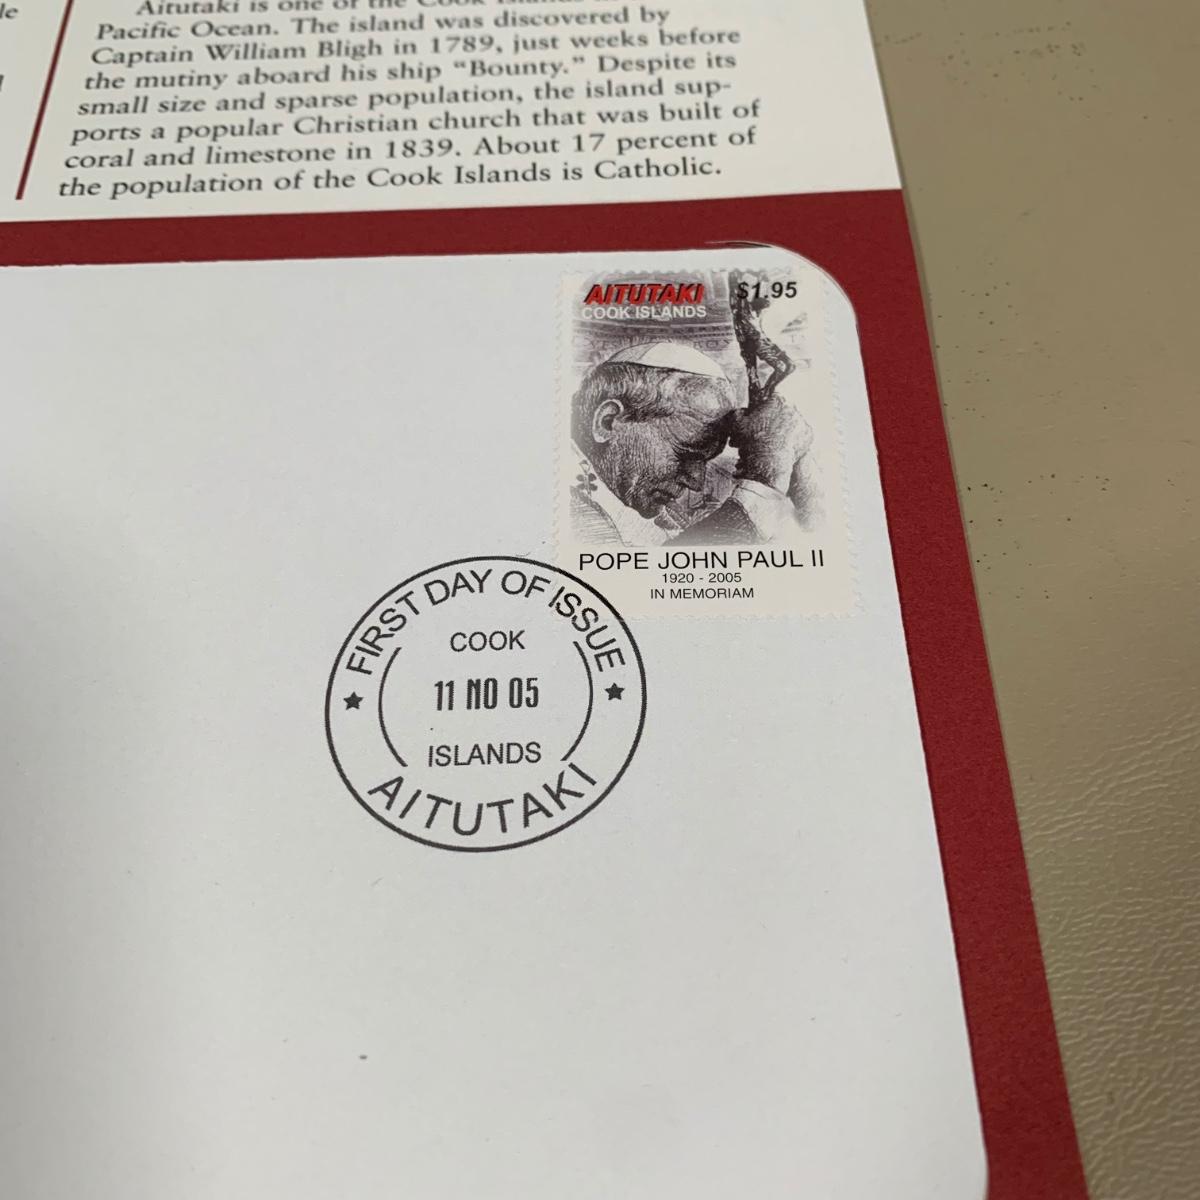 le
Aitutaki is one of the Cook Islands in the
Pacific Ocean. The island was discovered by
Captain William Bligh in 1789, just weeks before
the mutiny aboard his ship “Bounty.” Despite its
small size and sparse population, the island sup-
ports a popular Christian church that was built of
coral and limestone in 1839. About 17 percent of
the population of the Cook Islands is Catholic.
AITUTAKI $1.95
COOK ISLANDS
POPE JOHN PAUL II
1920 - 2005
IN MEMORIAM
★ FIRST DAY OF ISSUE ★
COOK
11 NO 05
ISLANDS
AITUTAKI